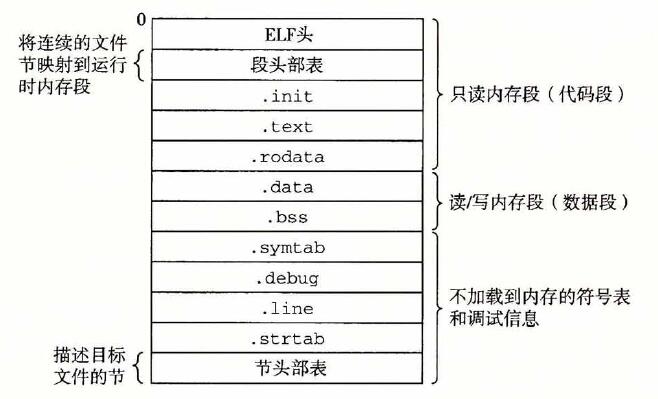 0
将连续的文件
节映射到运行
时内存段
ELF头
段头部表
.init
.text
.rodata
只读内存段（代码段）
.data
.bss
读/写内存段（数据段）
.symtab
.debug
.line
.strtab
节头部表
不加载到内存的符号表
和调试信息
描述目标
文件的节